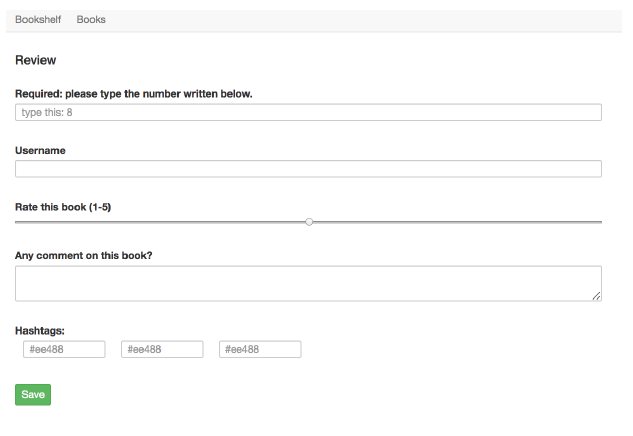 Bookshelf Books
Review
Required: please type the number written below.
type this: 8
Username
Rate this book (1-5)
Any comment on this book?
Hashtags:
#ee488 #ee488 #ee488
Save